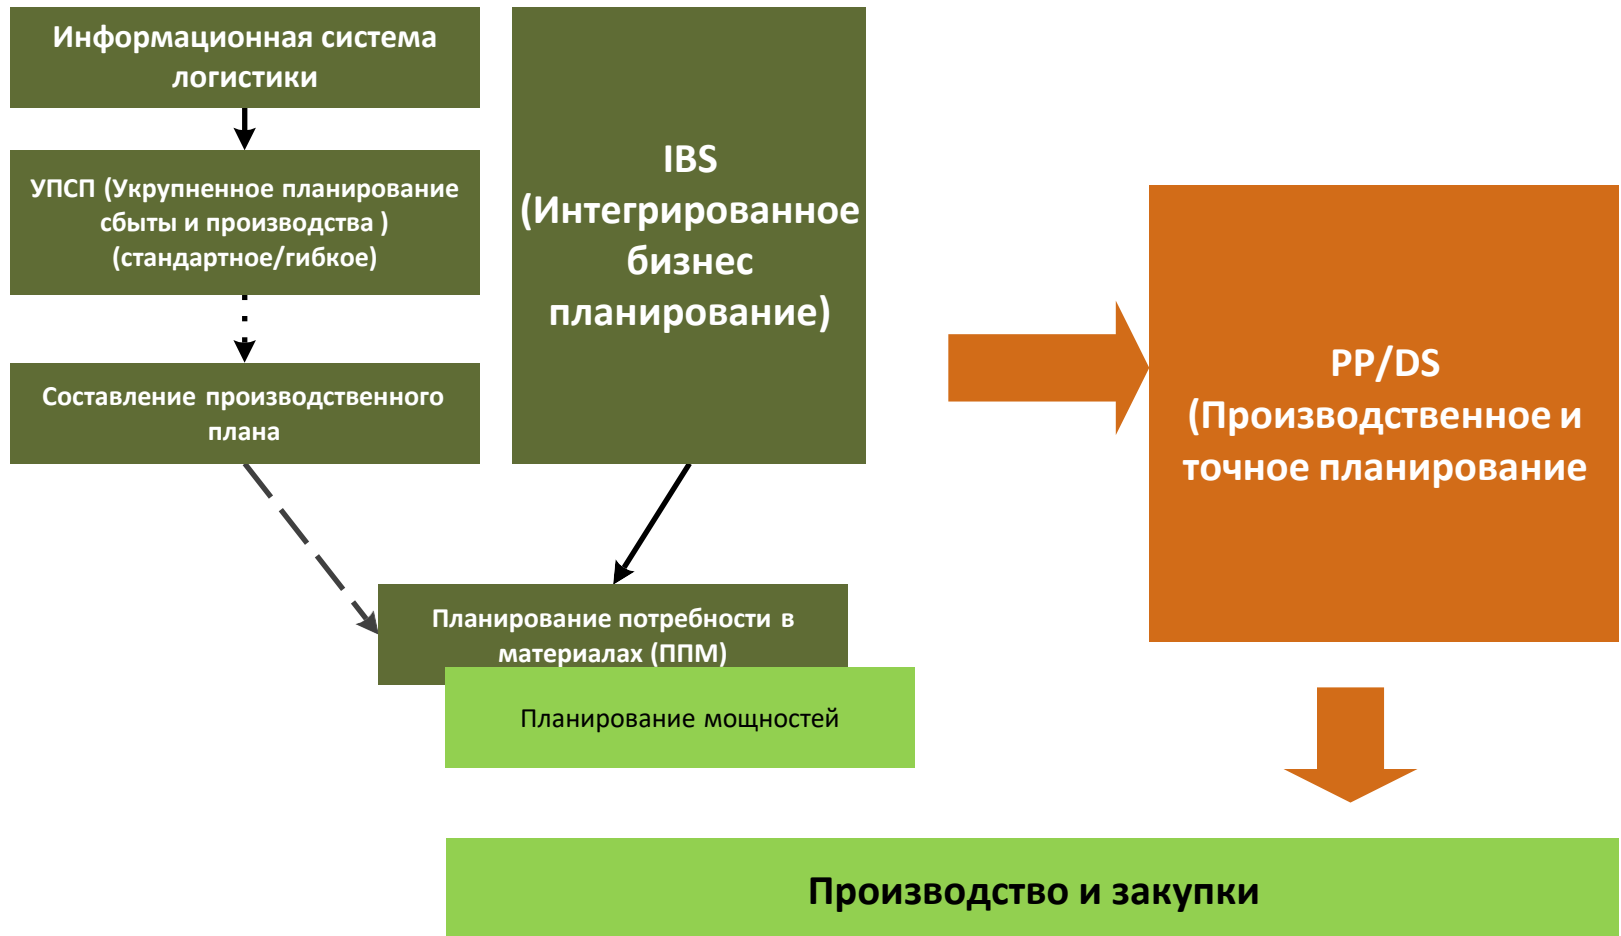 Информационная система
логистики
УПСП (Укрупненное планирование
сбыты и производства )
(стандартное/гибкое)
Составление производственного
плана
IBS
(Интегрированное
бизнес
планирование)
Планирование потребности в
материалах (ППМ)
Планирование мощностей
PP/DS
(Производственное и
точное планирование
Производство и закупки